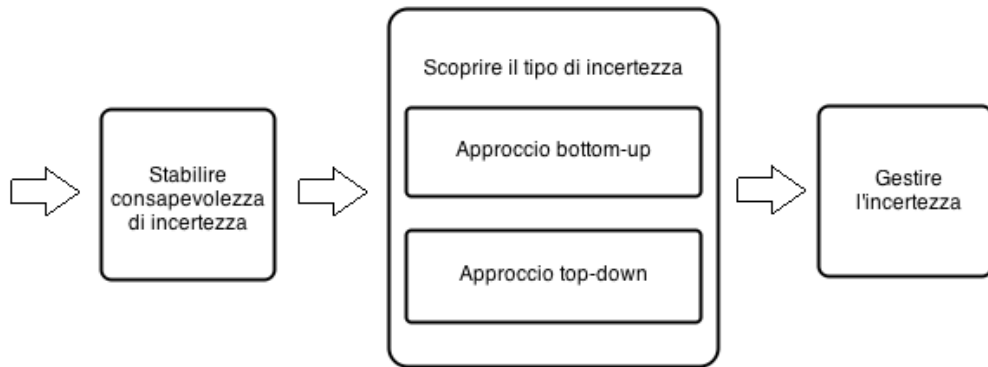 Stabilire
consapevolezza
di incertezza
Scoprire il tipo di incertezza
Approccio bottom-up
Approccio top-down
Gestire
l'incertezza